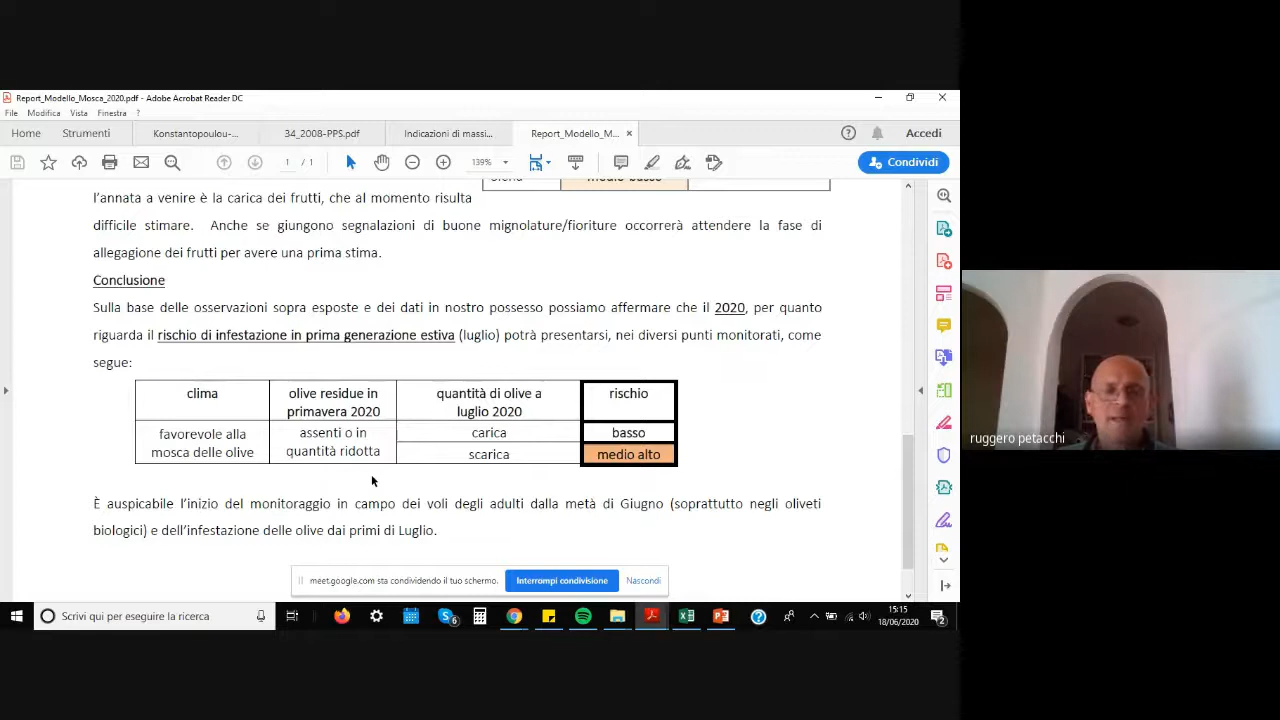 Report_Modello_Mosca_2020.pdf - Adobe Acrobat Reader DC
File Modifica Vista Finestra ?
Home Strumenti Konstantopoulou-... 34_2008-PPS.pdf Indicazioni di massi... Report_Modello_M... × Accedi
1 / 1 139% Condividi
l'annata a venire è la carica dei frutti, che al momento risulta
difficile stimare. Anche se giungono segnalazioni di buone mignolature/fioriture occorrerà attendere la fase di
allegagione dei frutti per avere una prima stima.
Conclusione
Sulla base delle osservazioni sopra esposte e dei dati in nostro possesso possiamo affermare che il 2020, per quanto
riguarda il rischio di infestazione in prima generazione estiva (luglio) potrà presentarsi, nei diversi punti monitorati, come
segue:
clima
olive residue in
primavera 2020
quantità di olive a
luglio 2020
rischio
favorevole alla
mosca delle olive
assenti o in
quantità ridotta
carica
basso
scarica
medio alto
È auspicabile l'inizio del monitoraggio in campo dei voli degli adulti dalla metà di Giugno (soprattutto negli oliveti
biologici) e dell'infestazione delle olive dai primi di Luglio.
meet.google.com sta condividendo il tuo schermo. Interrompi condivisione Nascondi
Scrivi qui per eseguire la ricerca
6
15:15
18/06/2020
2
ruggero petacchi